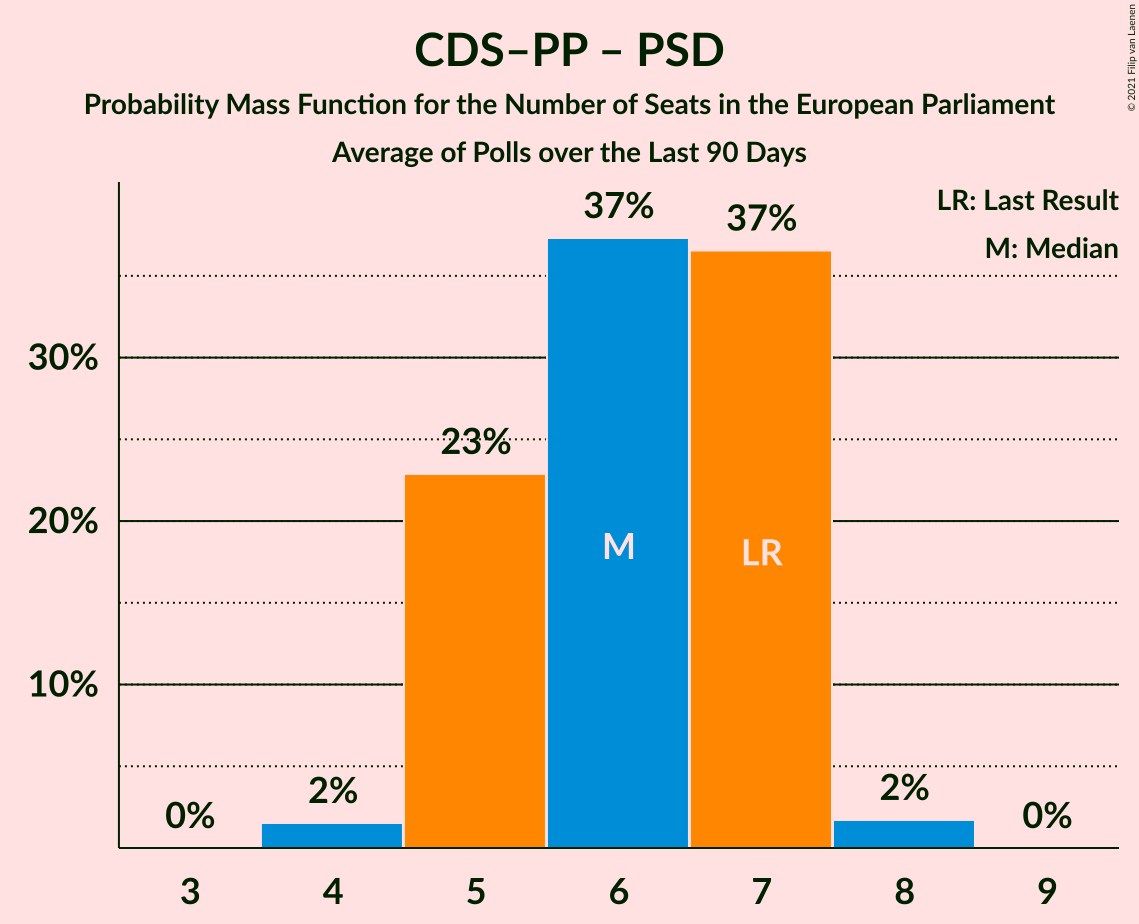 CDS–PP – PSD
Probability Mass Function for the Number of Seats in the European Parliament
Average of Polls over the Last 90 Days
© 2021 Filip van Laenen
LR: Last Result
M: Median
37%
37%
23%
2%
2%
0%
0%
M
LR
30%
20%
10%
3 4 5 6 7 8 9